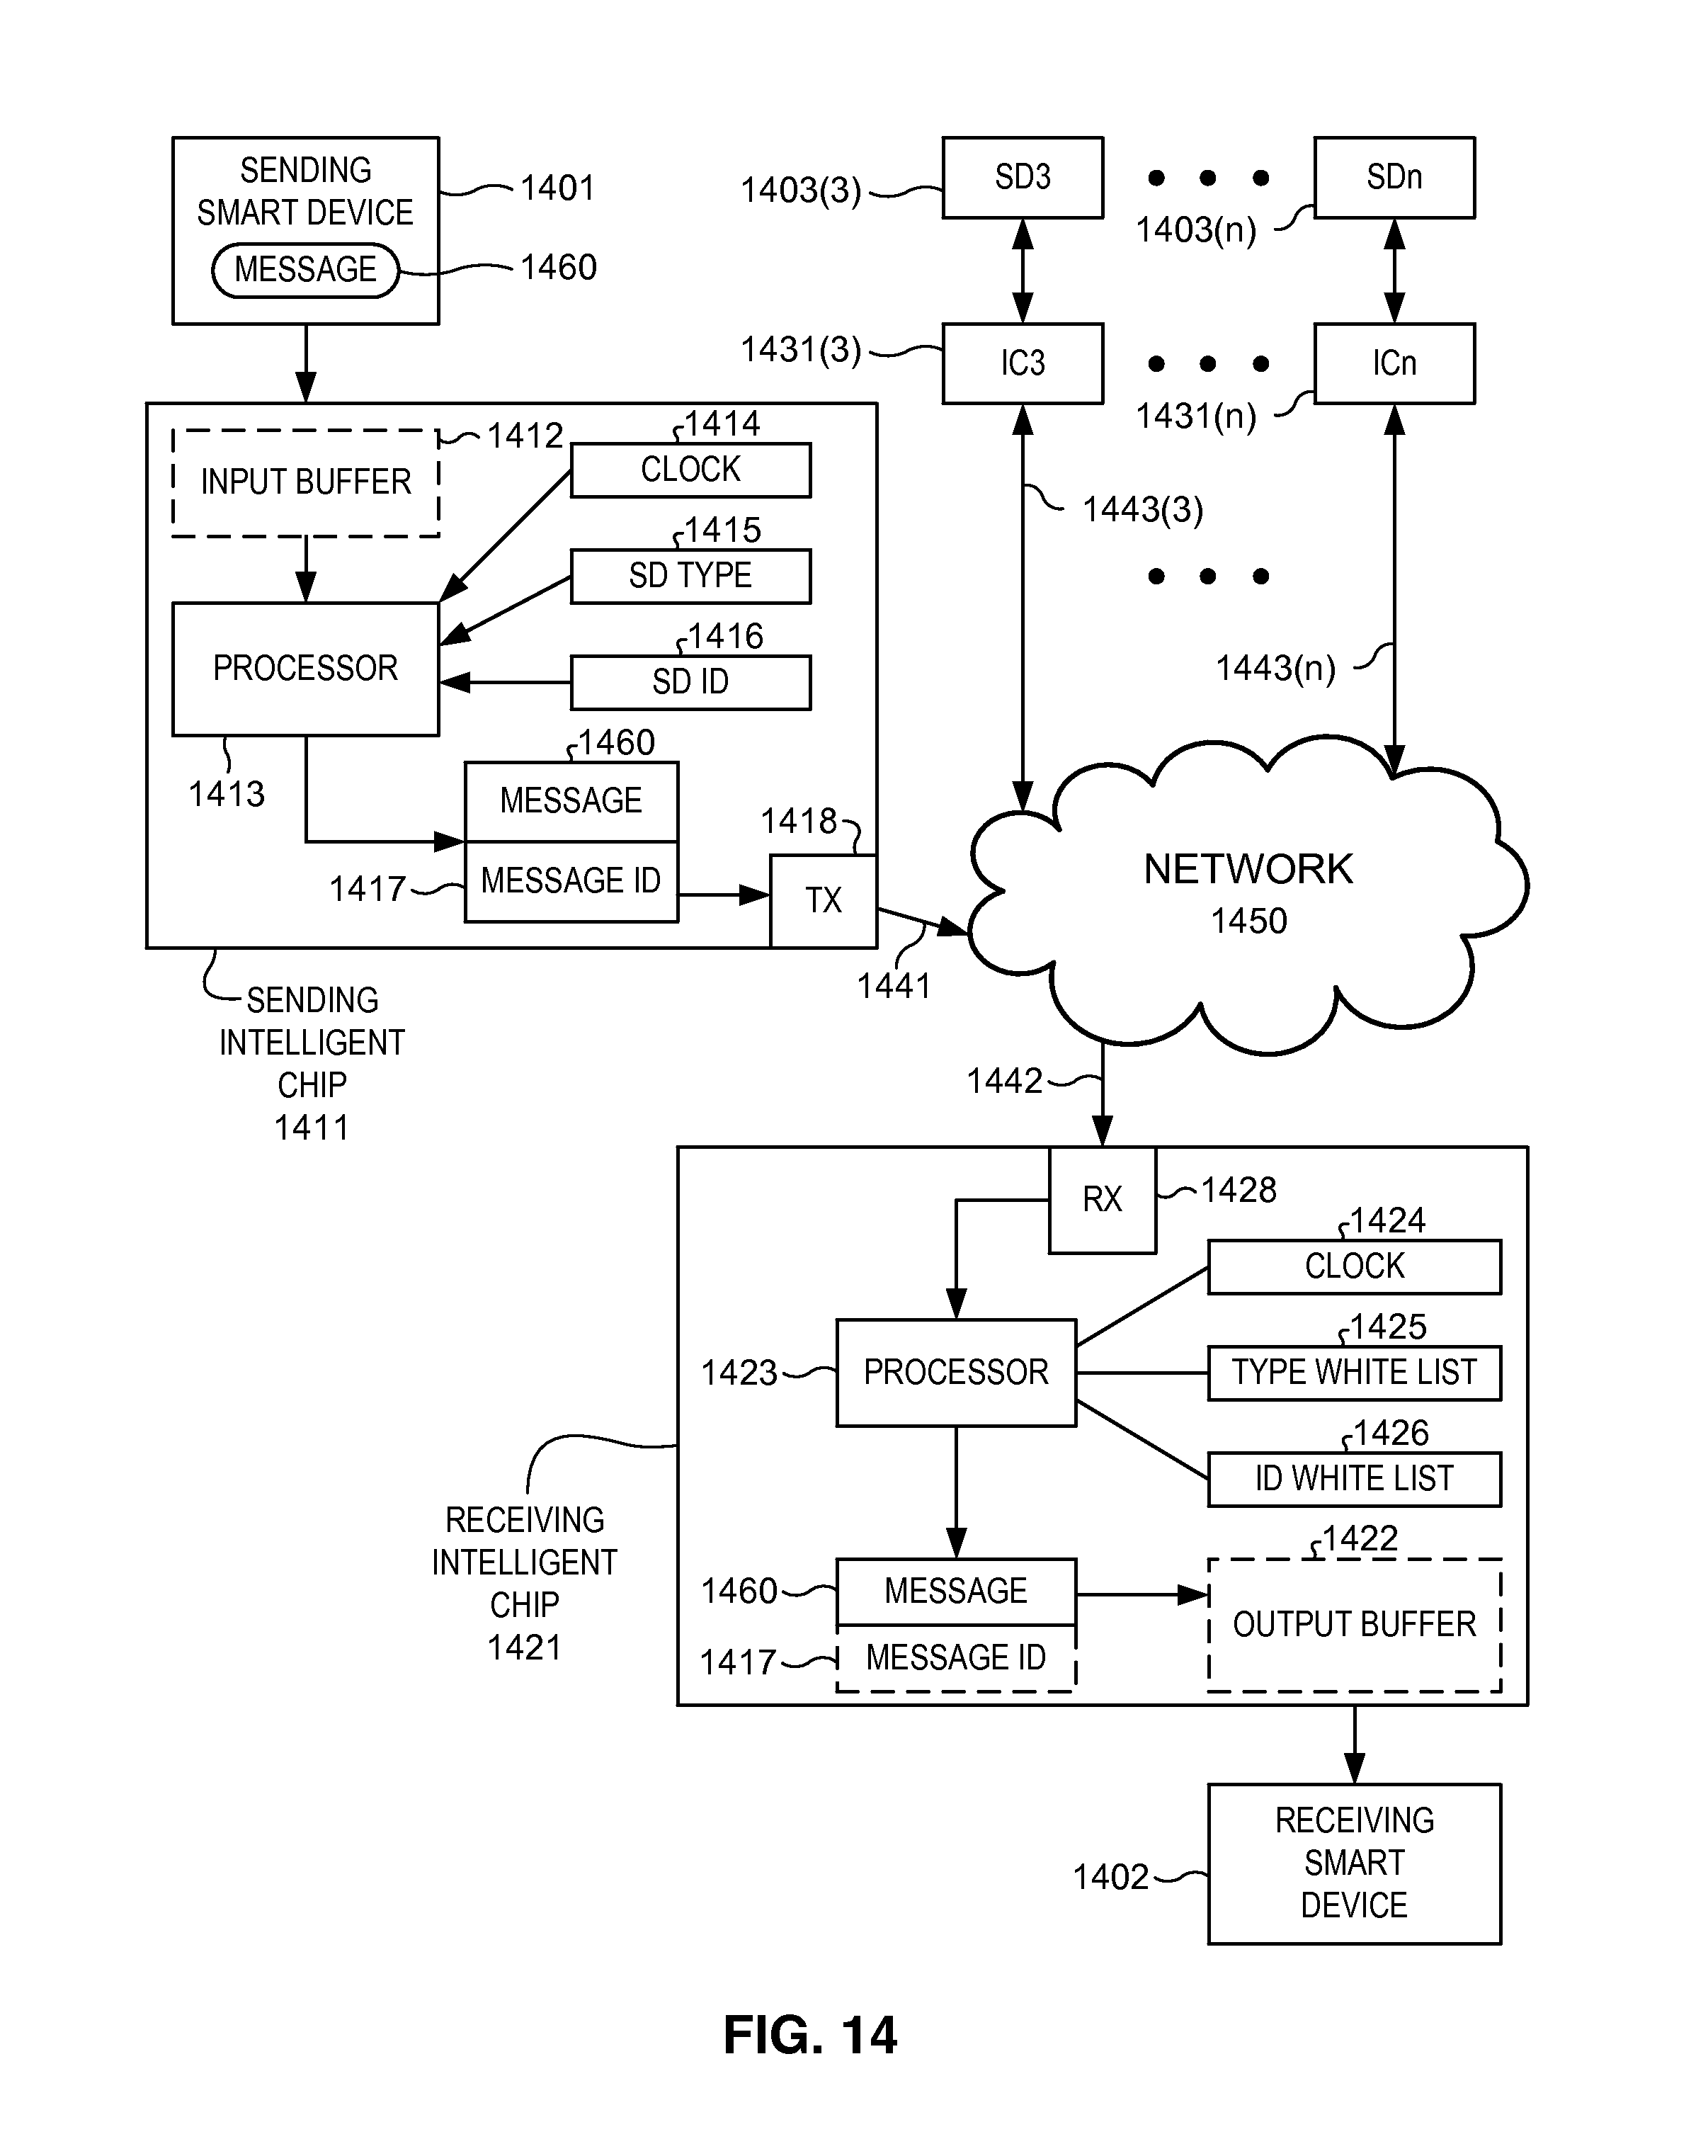 SENDING
SMART DEVICE
MESSAGE
1401
1460
1403(3)
SD3
SDn
1403(n)
1431(3)
IC3
ICn
1431(n)
1412
INPUT BUFFER
1414
CLOCK
1415
SD TYPE
1416
SD ID
PROCESSOR
1413
1460
MESSAGE
1417
MESSAGE ID
1418
TX
1443(3)
1443(n)
NETWORK
1450
1441
SENDING
INTELLIGENT
CHIP
1411
1442
RX
1428
1424
CLOCK
1423
PROCESSOR
1425
TYPE WHITE LIST
1426
ID WHITE LIST
RECEIVING
INTELLIGENT
CHIP
1421
1460
MESSAGE
1417
MESSAGE ID
1422
OUTPUT BUFFER
1402
RECEIVING
SMART
DEVICE
FIG. 14